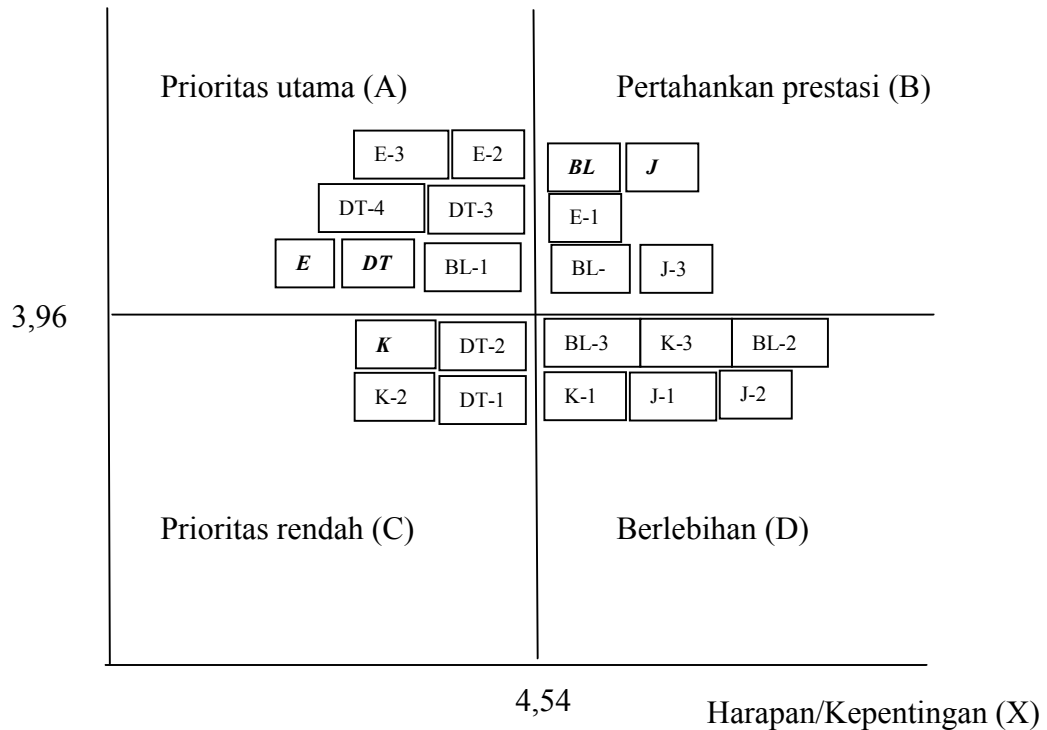 Prioritas utama (A)
Pertahankan prestasi (B)
E-3
E-2
BL
J
DT-4
DT-3
E-1
E
DT
BL-1
BL-
J-3
3,96
K
DT-2
BL-3
K-3
BL-2
K-2
DT-1
K-1
J-1
J-2
Prioritas rendah (C)
Berlebihan (D)
4,54
Harapan/Kepentingan (X)